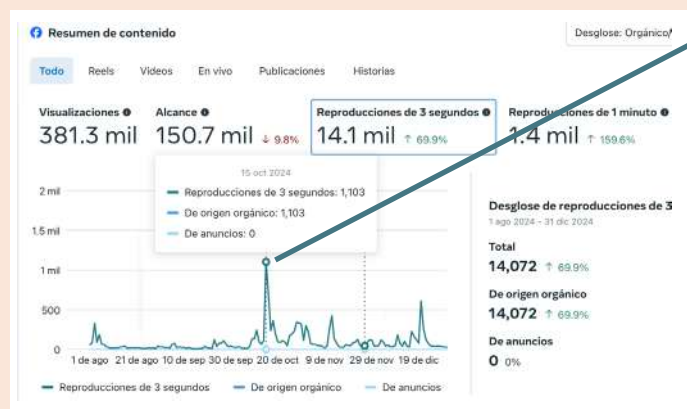 Resumen de contenido
Desglose: Orgánico/
Todo Reels Videos En vivo Publicaciones Historias
Visualizaciones Alcance Reproducciones de 3 segundos Reproducciones de 1 minuto
381.3 mil 150.7 mil ↓ 9.8% 14.1 mil ↑ 69.9% 1.4 mil ↑ 159.6%
15 oct 2024
Reproducciones de 3 segundos: 1,103
De origen orgánico: 1,103
De anuncios: 0
2 mil
1.5 mil
1 mil
500
0
1 de ago 21 de ago 10 de sep 30 de sep 20 de oct 9 de nov 29 de nov 19 de dic
Reproducciones de 3 segundos De origen orgánico De anuncios
Desglose de reproducciones de 3
1 ago 2024 - 31 dic 2024
Total
14,072 ↑ 69.9%
De origen orgánico
14,072 ↑ 69.9%
De anuncios
0 0%